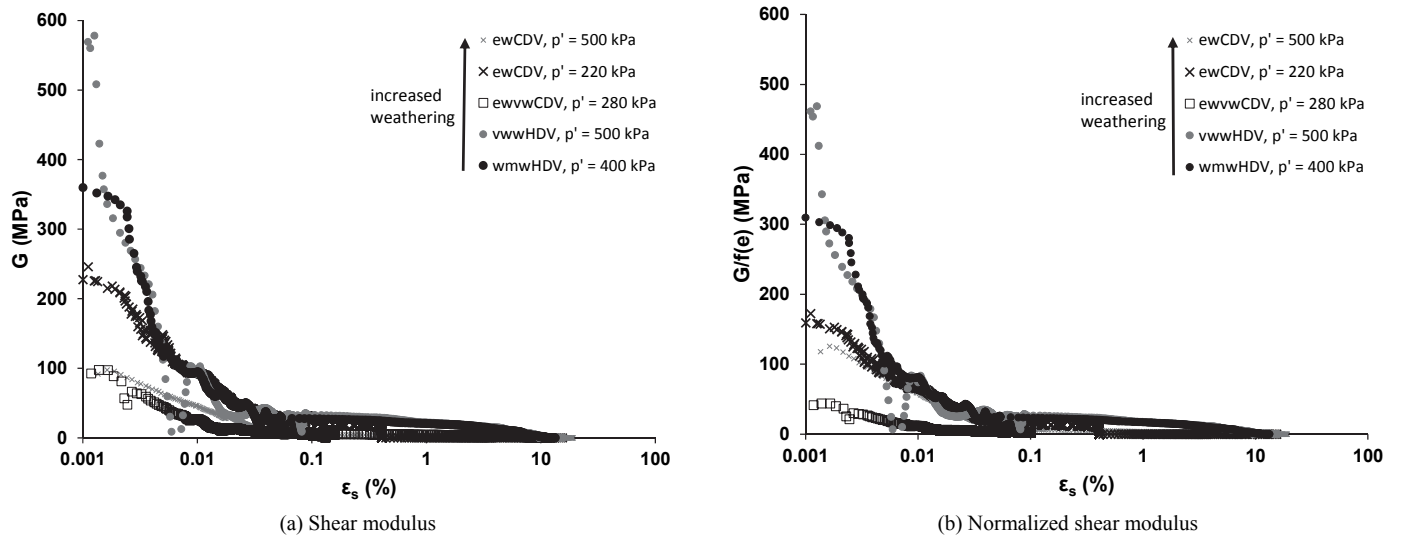 600
500
400
300
200
100
0
G (MPa)
0.001 0.01 0.1 1 10 100
εs (%)
increased
weathering
ewCDV, p' = 500 kPa
ewCDV, p' = 220 kPa
ewvwCDV, p' = 280 kPa
vwwHDV, p' = 500 kPa
wmwHDV, p' = 400 kPa
(a) Shear modulus
600
500
400
300
200
100
0
G/f(e) (MPa)
0.001 0.01 0.1 1 10 100
εs (%)
increased
weathering
ewCDV, p' = 500 kPa
ewCDV, p' = 220 kPa
ewvwCDV, p' = 280 kPa
vwwHDV, p' = 500 kPa
wmwHDV, p' = 400 kPa
(b) Normalized shear modulus